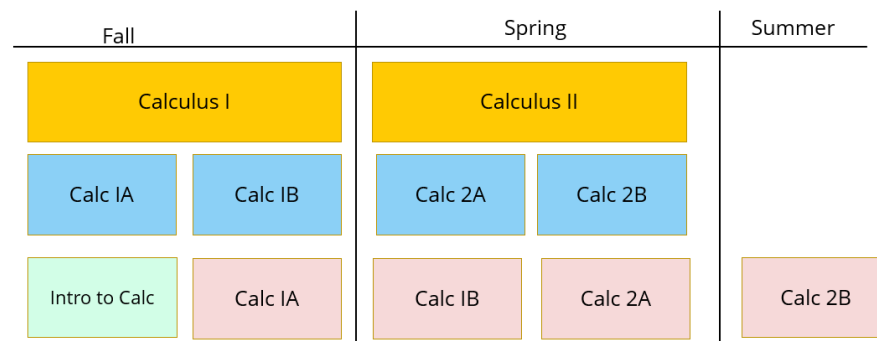 Fall
Spring
Summer
Calculus I
Calculus II
Calc IA
Calc IB
Calc 2A
Calc 2B
Intro to Calc
Calc IA
Calc IB
Calc 2A
Calc 2B